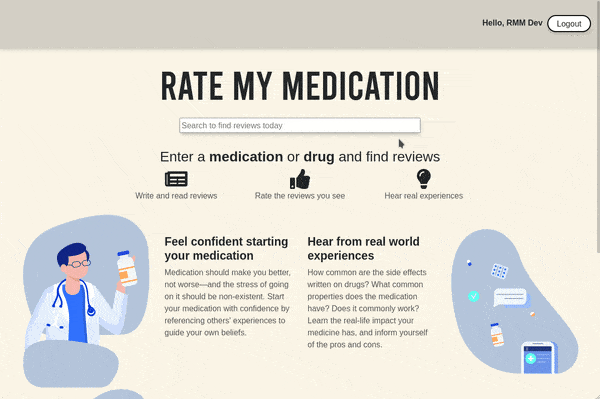 Hello, RMM Dev
Logout
RATE MY MEDICATION
Search to find reviews today
Enter a medication or drug and find reviews
Write and read reviews
Rate the reviews you see
Hear real experiences
Feel confident starting
your medication
Medication should make you better,
not worse—and the stress of going
on it should be non-existent. Start
your medication with confidence by
referencing others' experiences to
guide your own beliefs.
Hear from real world
experiences
How common are the side effects
written on drugs? What common
properties does the medication
have? Does it commonly work?
Learn the real-life impact your
medicine has, and inform yourself
of the pros and cons.